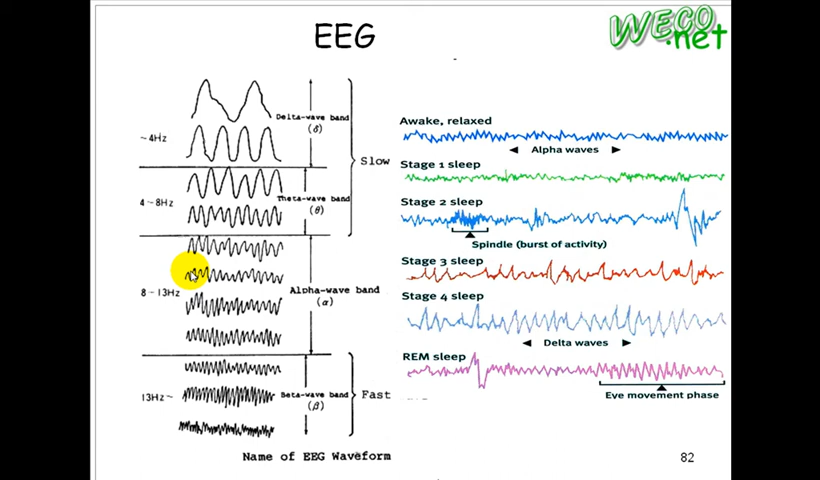 EEG
WECO
.net
Delta-wave band
(δ)
~4Hz
Slow
Theta-wave band
(θ)
4~8Hz
Alpha-wave band
(α)
8~13Hz
Beta-wave band
(β)
13Hz~
Fast
Name of EEG Waveform
Awake, relaxed
Alpha waves
Stage 1 sleep
Stage 2 sleep
Spindle (burst of activity)
Stage 3 sleep
Stage 4 sleep
Delta waves
REM sleep
Eye movement phase
82